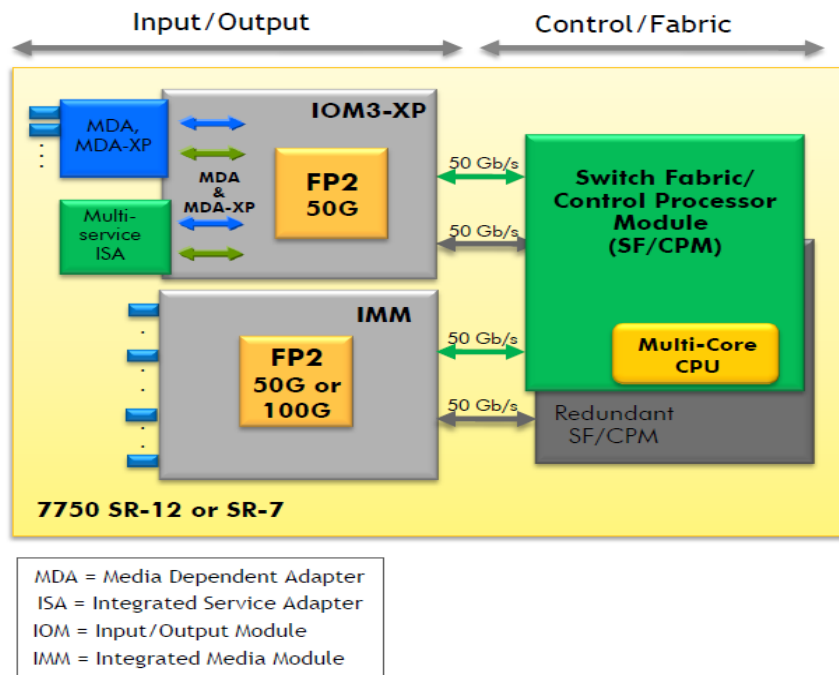 Input/Output
Control/Fabric
IOM3-XP
MDA,
MDA-XP
MDA
&
MDA-XP
FP2
50G
Multi-
service
ISA
50 Gb/s
50 Gb/s
Switch Fabric/
Control Processor
Module
(SF/CPM)
IMM
FP2
50G or
100G
50 Gb/s
50 Gb/s
Multi-Core
CPU
Redundant
SF/CPM
7750 SR-12 or SR-7
MDA = Media Dependent Adapter
ISA = Integrated Service Adapter
IOM = Input/Output Module
IMM = Integrated Media Module